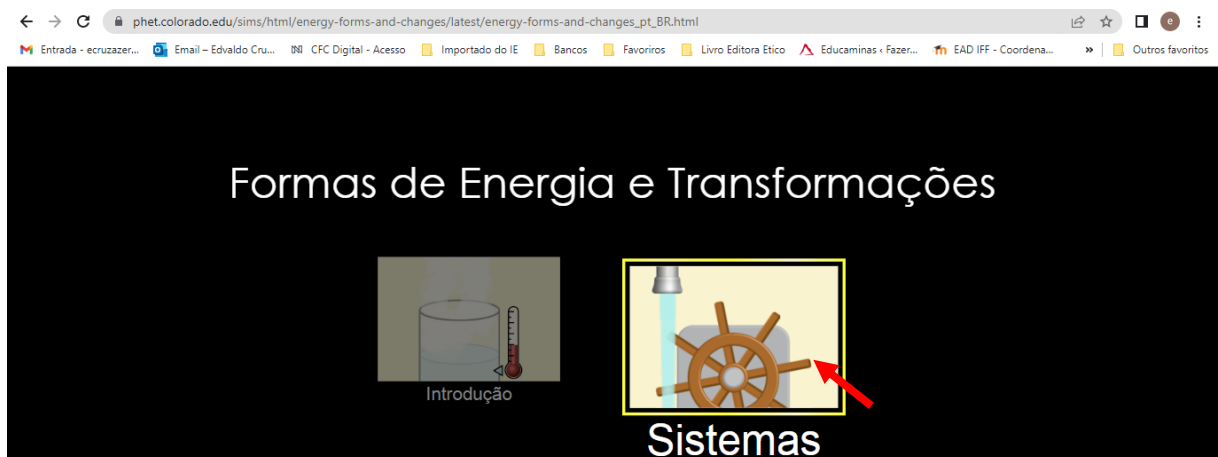 phet.colorado.edu/sims/html/energy-forms-and-changes/latest/energy-forms-and-changes_pt_BR.html
e
Entrada - ecruzazer... Email – Edvaldo Cru... CFC Digital - Acesso Importado do IE Bancos Favoriros Livro Editora Etico Educaminas ‹ Fazer... EAD IFF - Coordena... » Outros favoritos
Formas de Energia e Transformações
Introdução
Sistemas